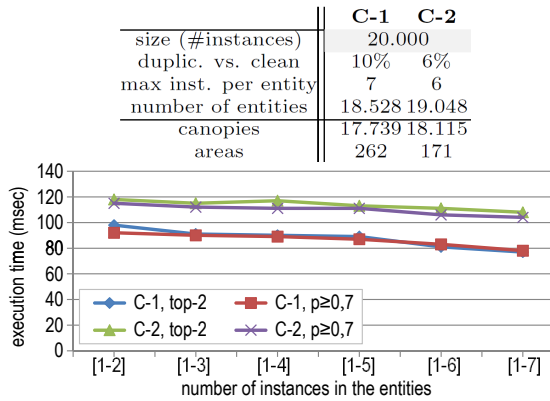 C-1 C-2
size (#instances) 20.000
duplic. vs. clean 10% 6%
max inst. per entity 7 6
number of entities 18.528 19.048
canopies 17.739 18.115
areas 262 171
execution time (msec)
140
120
100
80
60
40
20
0
C-1, top-2 C-1, p≥0,7
C-2, top-2 C-2, p≥0,7
[1-2] [1-3] [1-4] [1-5] [1-6] [1-7]
number of instances in the entities